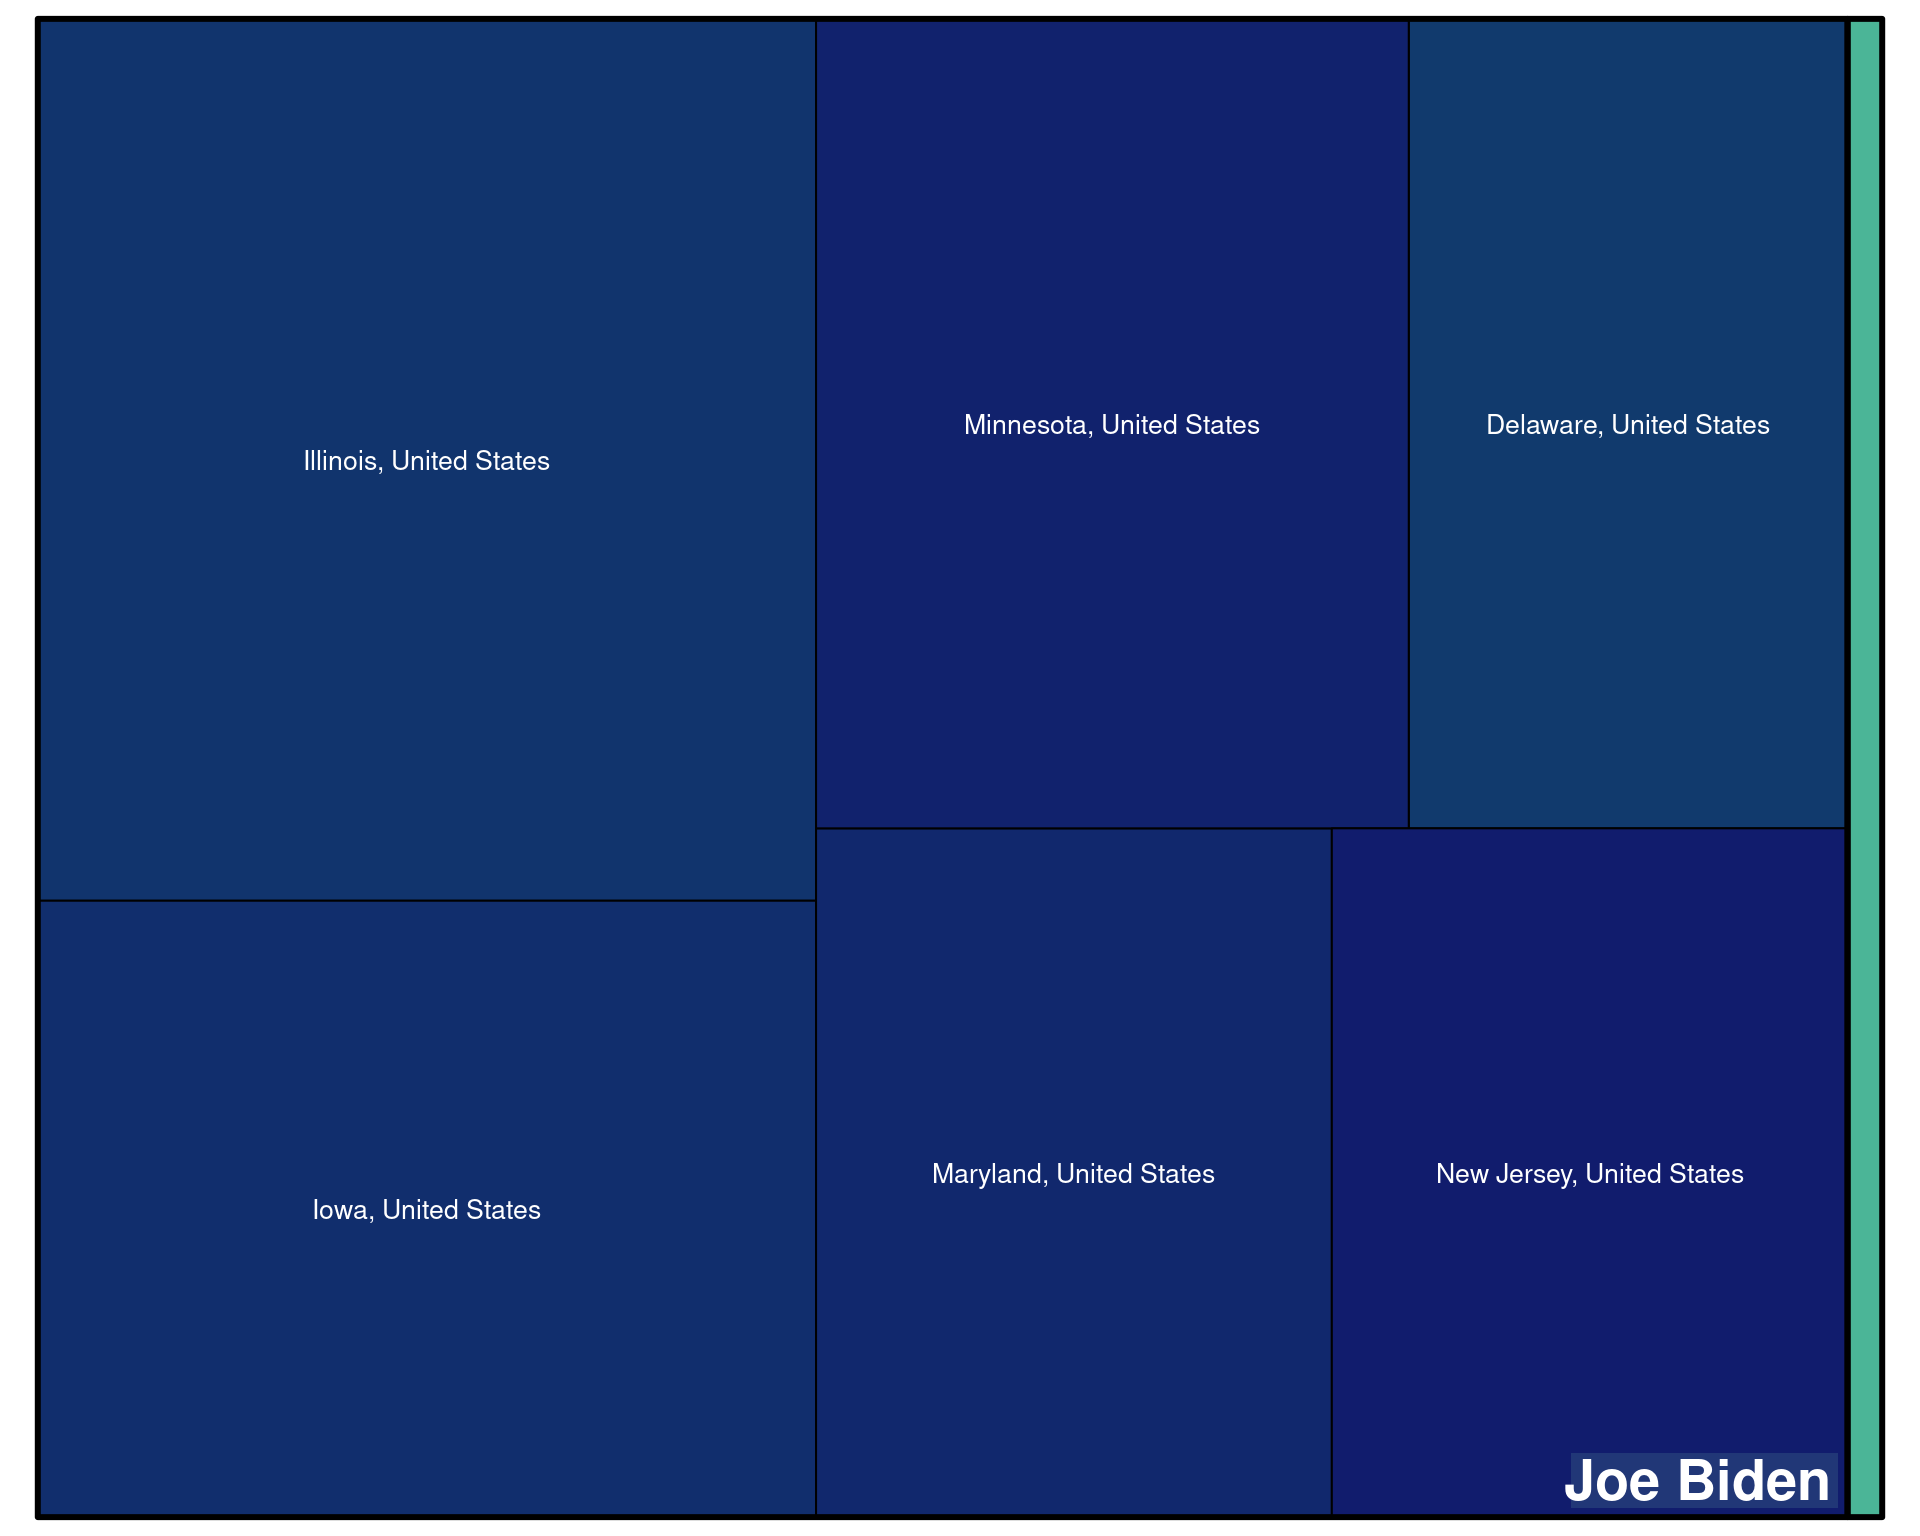 Illinois, United States
Minnesota, United States
Delaware, United States
Iowa, United States
Maryland, United States
New Jersey, United States
Joe Biden